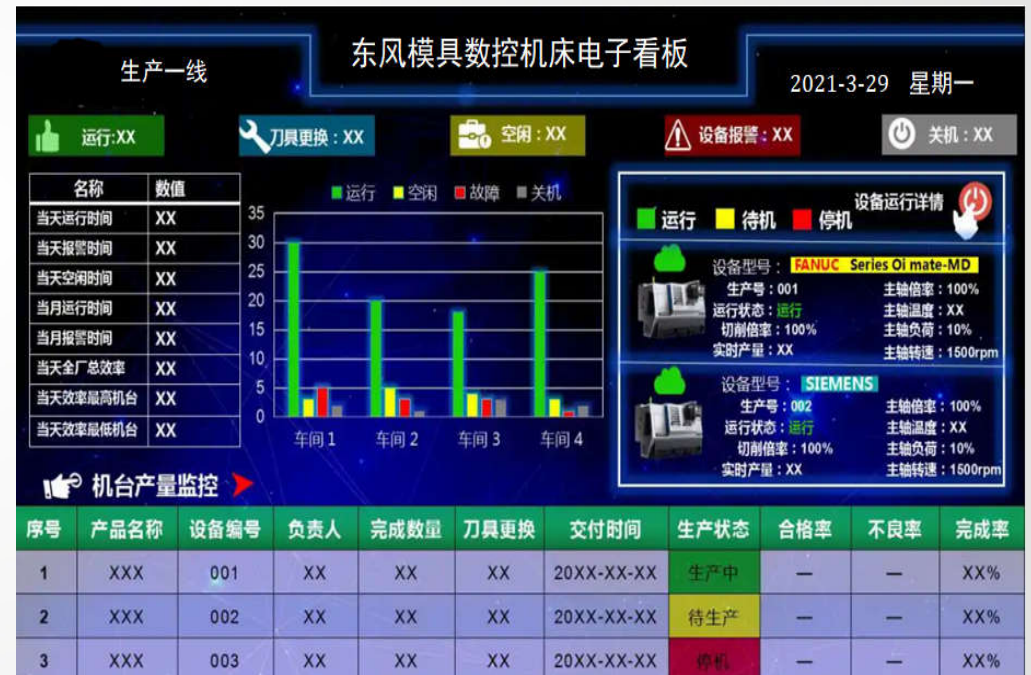 东风模具数控机床电子看板
生产一线
2021-3-29 星期一
运行:XX 刀具更换:XX 空闲:XX 设备报警:XX 关机:XX
名称 数值
当天运行时间 XX
当天报警时间 XX
当天空闲时间 XX
当月运行时间 XX
当月报警时间 XX
当天全厂总效率 XX
当天效率最高机台 XX
当天效率最低机台 XX
运行 空闲 故障 关机
35
30
25
20
15
10
5
0
车间1 车间2 车间3 车间4
设备运行详情
运行 待机 停机
设备型号: FANUC Series Oi mate-MD
生产号:001 主轴倍率:100%
运行状态:运行 主轴温度:XX
切削倍率:100% 主轴负荷:10%
实时产量:XX 主轴转速:1500rpm
设备型号: SIEMENS
生产号:002 主轴倍率:100%
运行状态:运行 主轴温度:XX
切削倍率:100% 主轴负荷:10%
实时产量:XX 主轴转速:1500rpm
机台产量监控
序号 产品名称 设备编号 负责人 完成数量 刀具更换 交付时间 生产状态 合格率 不良率 完成率
1 XXX 001 XX XX XX 20XX-XX-XX 生产中 — — XX%
2 XXX 002 XX XX XX 20XX-XX-XX 待生产 — — XX%
3 XXX 003 XX XX XX 20XX-XX-XX 停机 — — XX%